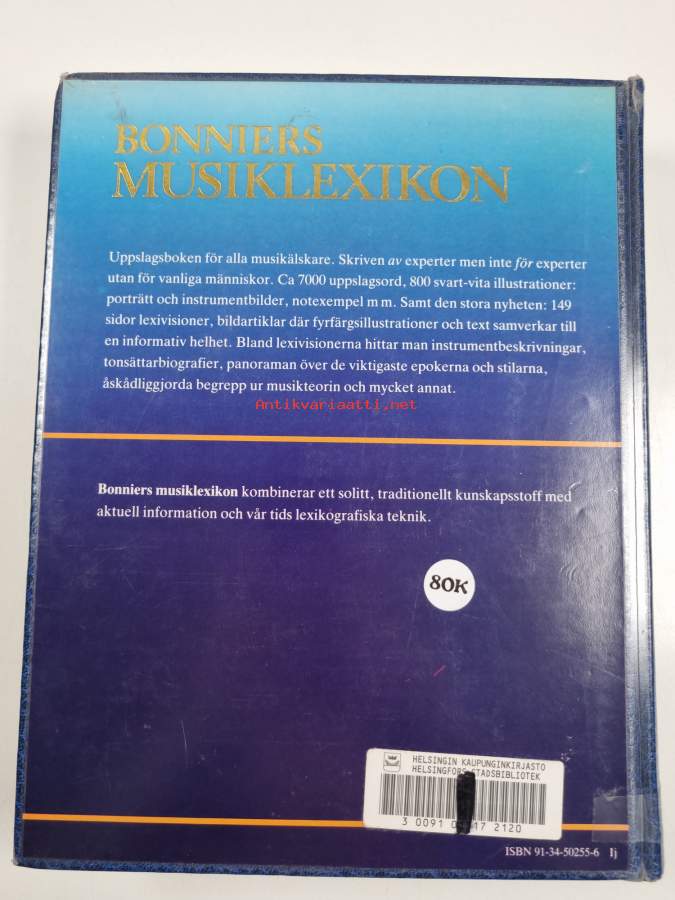 BONNIERS
MUSIKLEXIKON
Uppslagsboken för alla musikälskare. Skriven av experter men inte för experter
utan för vanliga människor. Ca 7000 uppslagsord, 800 svart-vita illustrationer:
porträtt och instrumentbilder, notexempel m m. Samt den stora nyheten: 149
sidor lexivisioner, bildartiklar där fyrfärgsillustrationer och text samverkar till
en informativ helhet. Bland lexivisionerna hittar man instrumentbeskrivningar,
tonsättarbiografier, panoraman över de viktigaste epokerna och stilarna,
åskådliggjorda begrepp ur musikteorin och mycket annat.
Antikvariaatti.net
Bonniers musiklexikon kombinerar ett solitt, traditionellt kunskapsstoff med
aktuell information och vår tids lexikografiska teknik.
80K
HELSINGIN KAUPUNGINKIRJASTO
HELSINGFORS STADSBIBLIOTEK
3 0091 17 2120
ISBN 91-34-50255-6 Ij